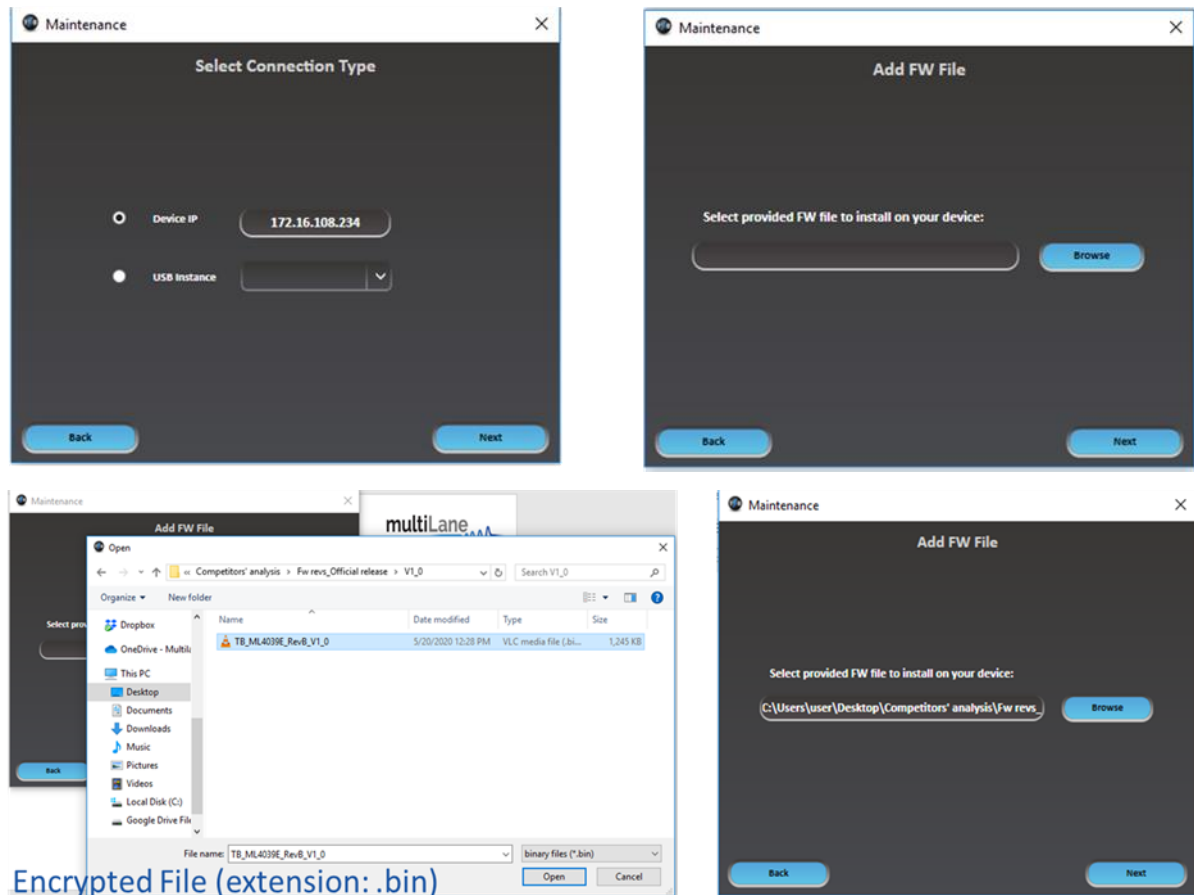 Maintenance
Select Connection Type
Device IP 172.16.108.234
USB Instance
Back Next
Maintenance
Add FW File
Select provided FW file to install on your device:
Browse
Back Next
Maintenance
Add FW File
multiLane
Select prov
Back
Open
« Competitors' analysis > Fw revs_Official release > V1_0 Search V1_0
Organize New folder
Name Date modified Type Size
TB_ML4039E_RevB_V1_0 5/20/2020 12:28 PM VLC media file (.bi... 1,245 KB
Dropbox
OneDrive - Multila
This PC
Desktop
Documents
Downloads
Music
Pictures
Videos
Local Disk (C:)
Google Drive File
File name: TB_ML4039E_RevB_V1_0 binary files (*.bin)
Open Cancel
Encrypted File (extension: .bin)
Maintenance
Add FW File
Select provided FW file to install on your device:
C:\Users\user\Desktop\Competitors' analysis\Fw revs_ Browse
Back Next